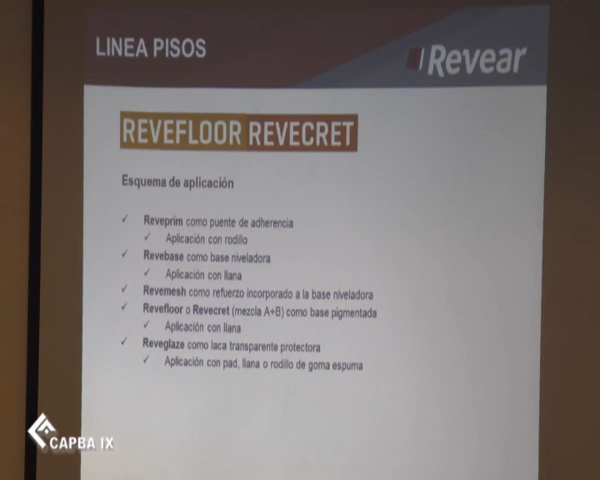 LINEA PISOS
Revear
REVEFLOOR REVECRET
Esquema de aplicación
✓ Reveprim como puente de adherencia
✓ Aplicación con rodillo
✓ Revebase como base niveladora
✓ Aplicación con llana
✓ Revemesh como refuerzo incorporado a la base niveladora
✓ Revefloor o Revecret (mezcla A+B) como base pigmentada
✓ Aplicación con llana
✓ Reveglaze como laca transparente protectora
✓ Aplicación con pad, llana o rodillo de goma espuma
CAPBA IX